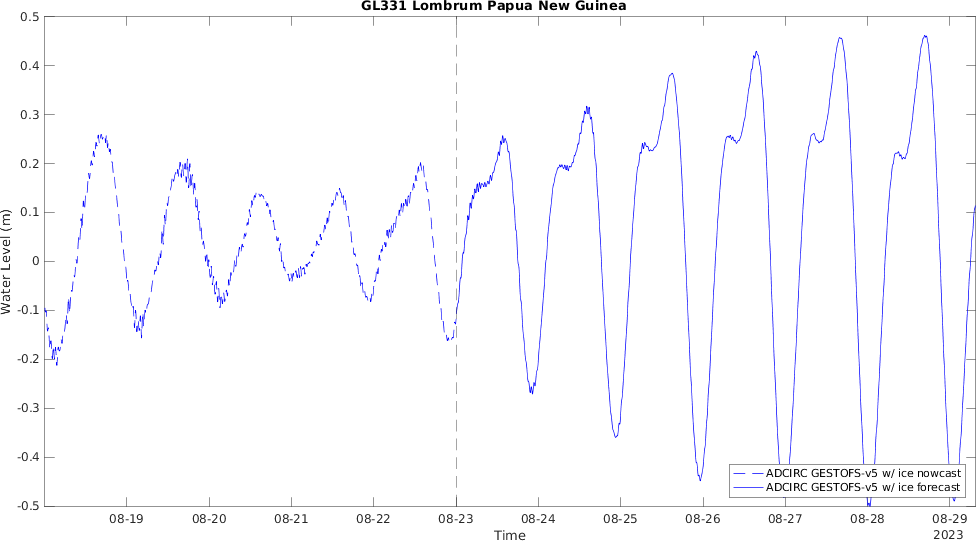 GL331 Lombrum Papua New Guinea
Water Level (m)
0.5
0.4
0.3
0.2
0.1
0
-0.1
-0.2
-0.3
-0.4
-0.5
ADCIRC GESTOFS-v5 w/ ice nowcast
ADCIRC GESTOFS-v5 w/ ice forecast
08-19 08-20 08-21 08-22 08-23 08-24 08-25 08-26 08-27 08-28 08-29
2023
Time